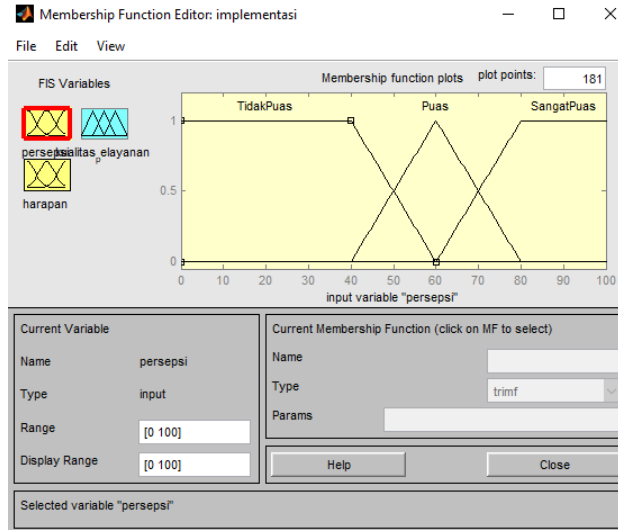 Membership Function Editor: implementasi
File Edit View
FIS Variables
Membership function plots plot points: 181
TidakPuas Puas SangatPuas
persepsi kualitas_pelayanan
harapan
1
0.5
0
0 10 20 30 40 50 60 70 80 90 100
input variable "persepsi"
Current Variable
Name persepsi
Type input
Range [0 100]
Display Range [0 100]
Current Membership Function (click on MF to select)
Name
Type trimf
Params
Help Close
Selected variable "persepsi"